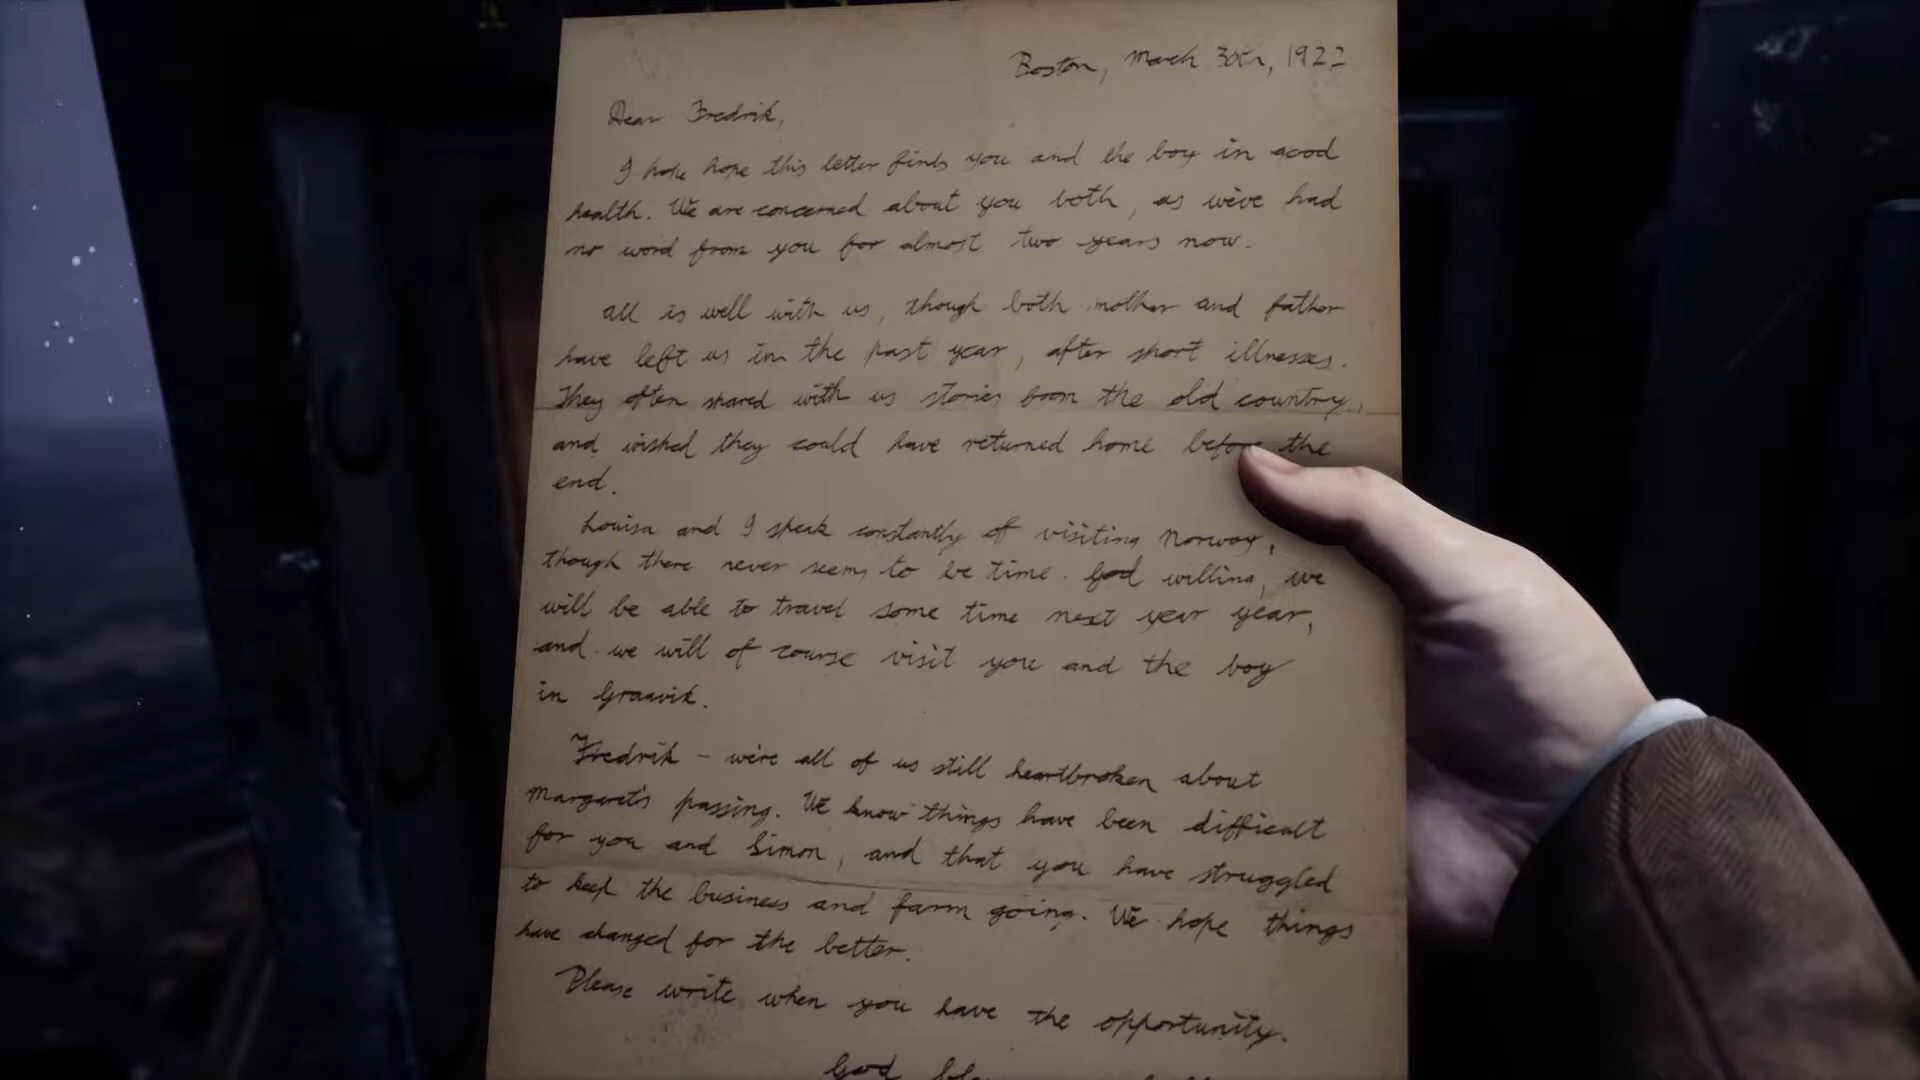 Boston, March 30th, 1922
Dear Fredrik,
I hope this letter finds you and the boy in good
health. We are concerned about you both, as we've had
no word from you for almost two years now.
All is well with us, though both mother and father
have left us in the past year, after short illnesses.
They often shared with us stories from the old country,
and wished they could have returned home before the
end.
Louisa and I speak constantly of visiting Norway,
though there never seems to be time. God willing, we
will be able to travel some time next year year,
and we will of course visit you and the boy
in Graavik.
Fredrik - we're all of us still heartbroken about
Margaret's passing. We know things have been difficult
for you and Simon, and that you have struggled
to keep the business and farm going. We hope things
have changed for the better.
Please write when you have the opportunity.
God